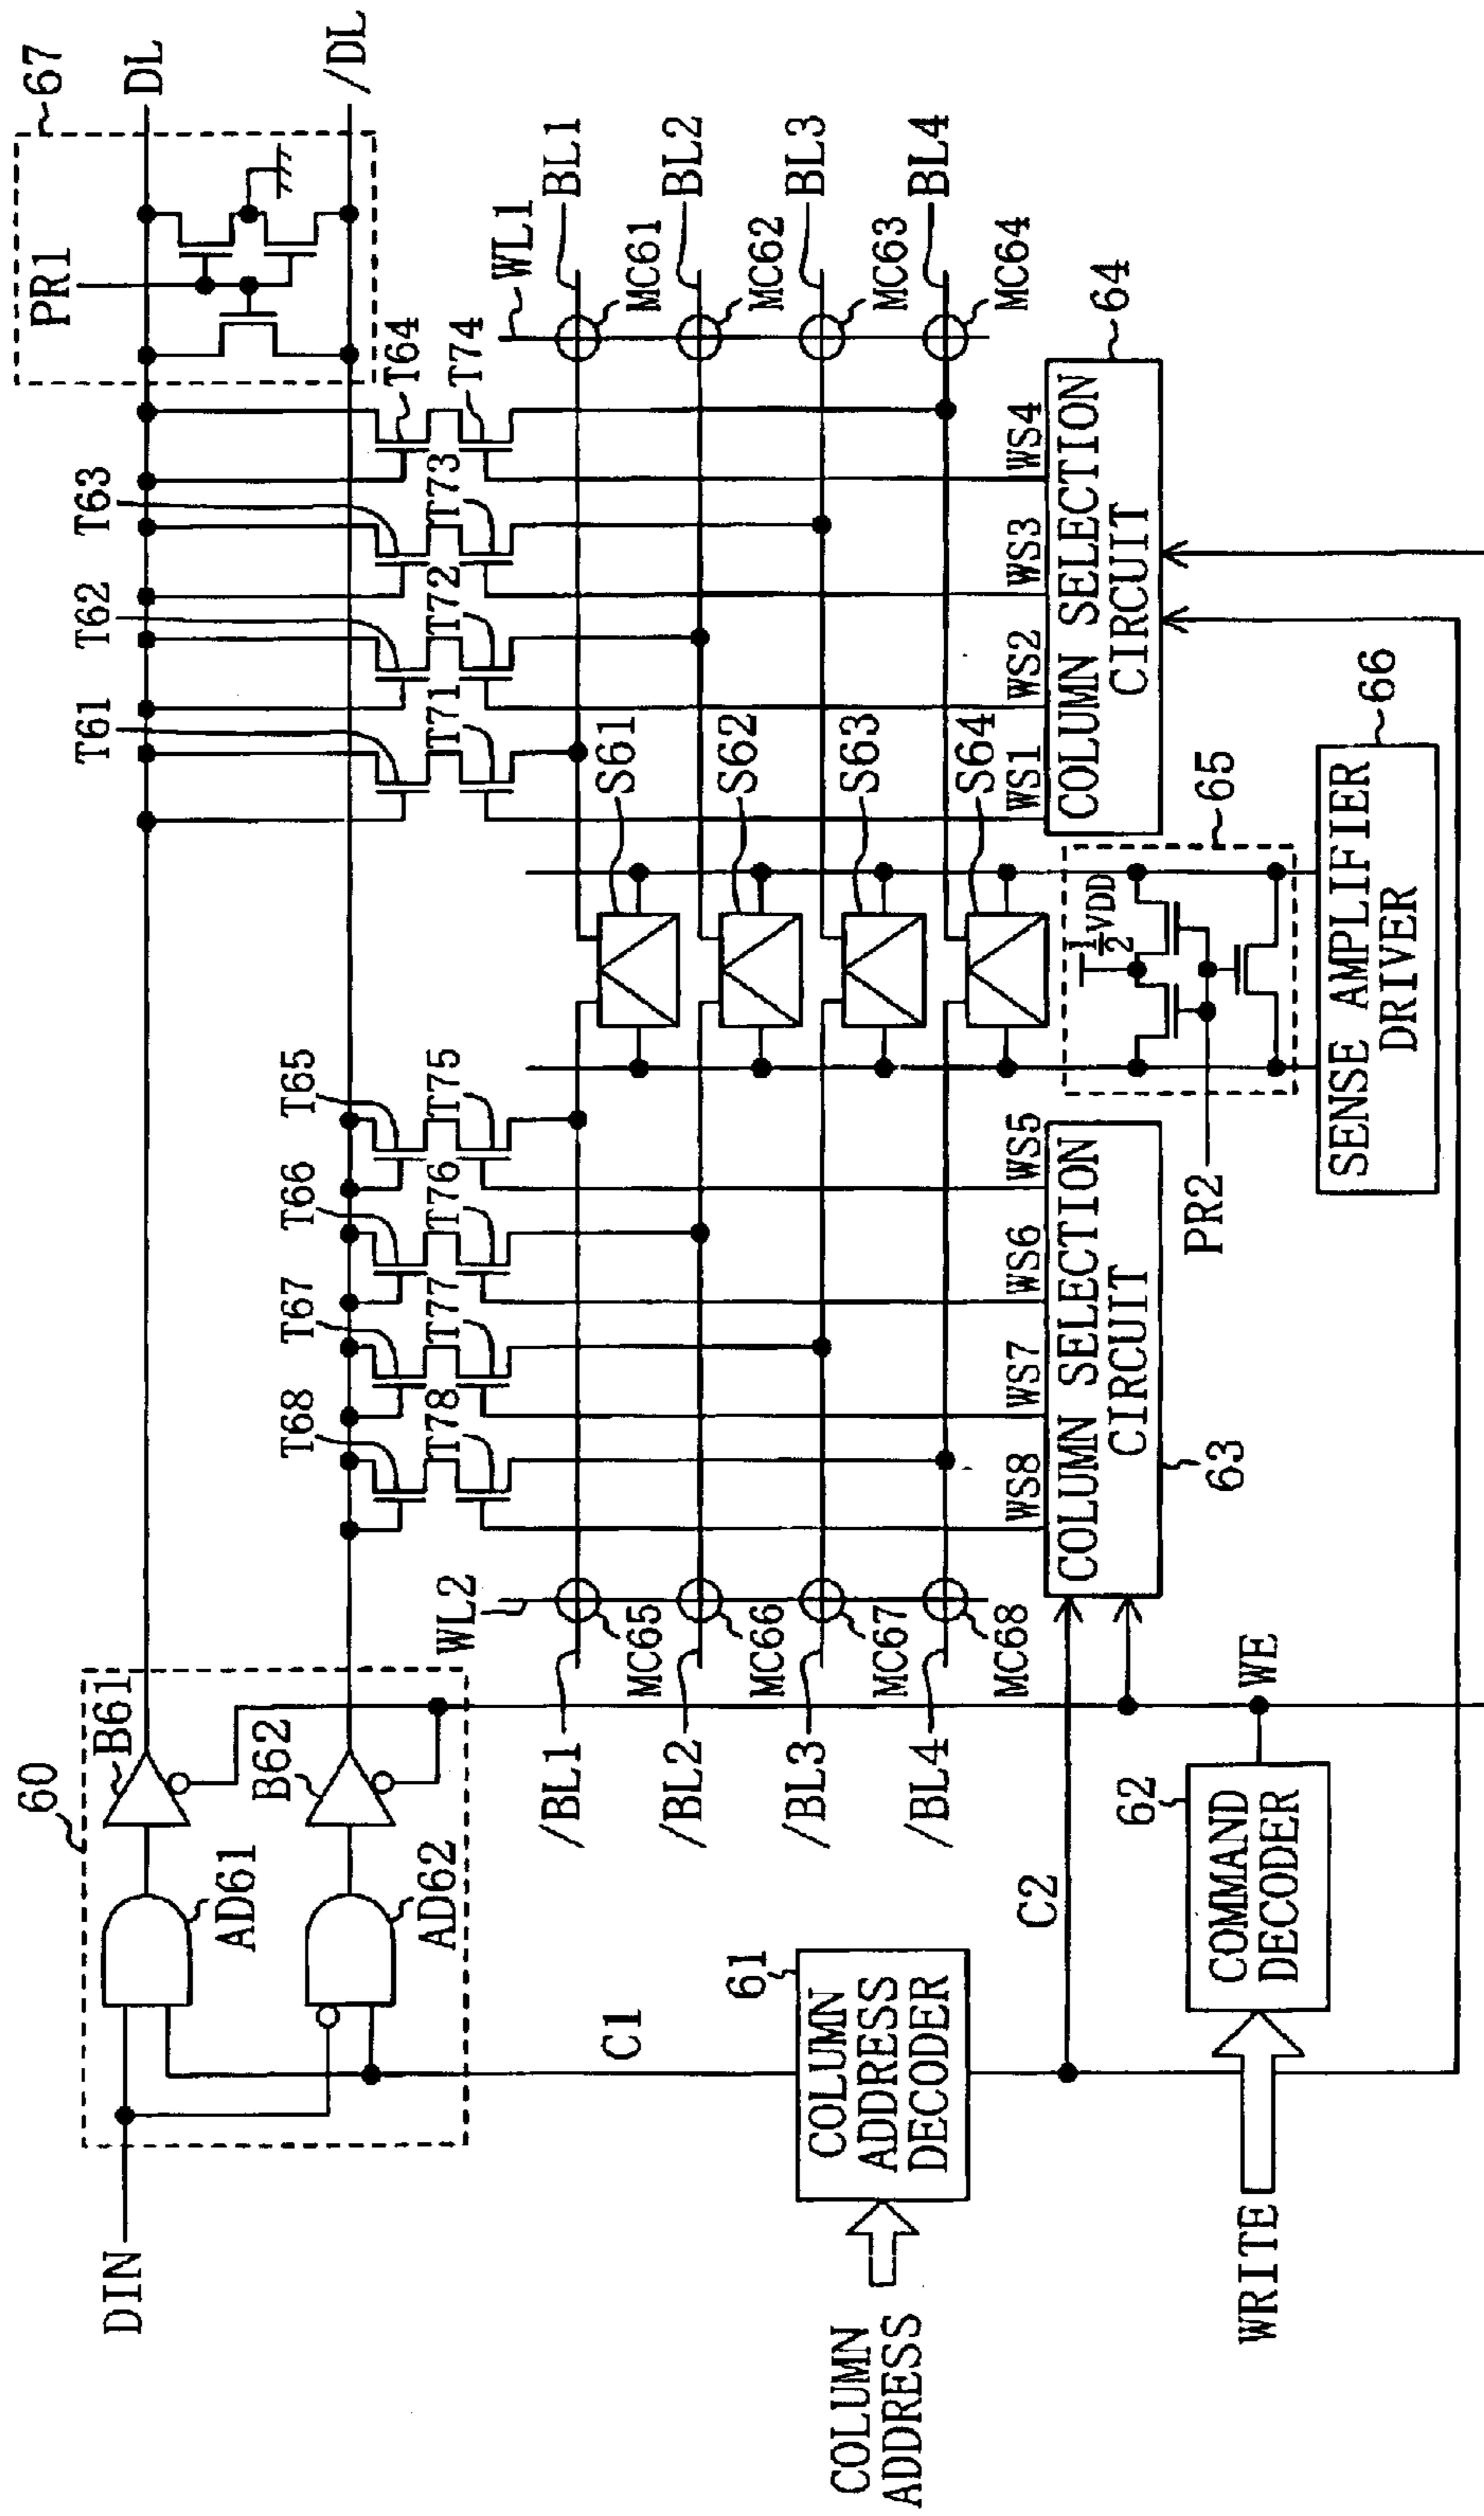 60
DIN
AD61
B61
AD62
B62
C1
COLUMN
ADDRESS
61
COLUMN
ADDRESS
DECODER
C2
WRITE
62
COMMAND
DECODER
WE
WL2
/BL1
/BL2
/BL3
/BL4
MC65
MC66
MC67
MC68
T68
T67
T66
T65
T78
T77
T76
T75
WS8
WS7
WS6
WS5
COLUMN SELECTION
CIRCUIT
63
S61
S62
S63
S64
PR2
1/2 VDD
65
SENSE AMPLIFIER
DRIVER
66
T61
T62
T63
T64
T71
T72
T73
T74
WS1
WS2
WS3
WS4
COLUMN SELECTION
CIRCUIT
64
PR1
67
DL
/DL
WL1
BL1
BL2
BL3
BL4
MC61
MC62
MC63
MC64